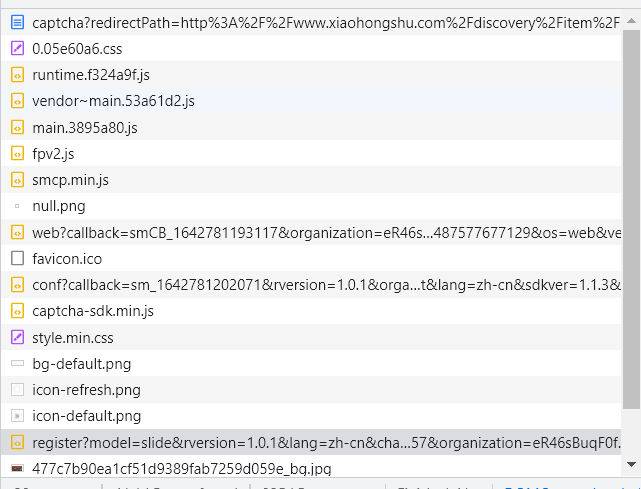 captcha?redirectPath=http%3A%2F%2Fwww.xiaohongshu.com%2Fdiscovery%2Fitem%2F
0.05e60a6.css
runtime.f324a9f.js
vendor~main.53a61d2.js
main.3895a80.js
fpv2.js
smcp.min.js
null.png
web?callback=smCB_1642781193117&organization=eR46s...487577677129&os=web&ve
favicon.ico
conf?callback=sm_1642781202071&rversion=1.0.1&orga...t&lang=zh-cn&sdkver=1.1.3&
captcha-sdk.min.js
style.min.css
bg-default.png
icon-refresh.png
icon-default.png
register?model=slide&rversion=1.0.1&lang=zh-cn&cha...57&organization=eR46sBuqF0f.
477c7b90ea1cf51d9389fab7259d059e_bg.jpg